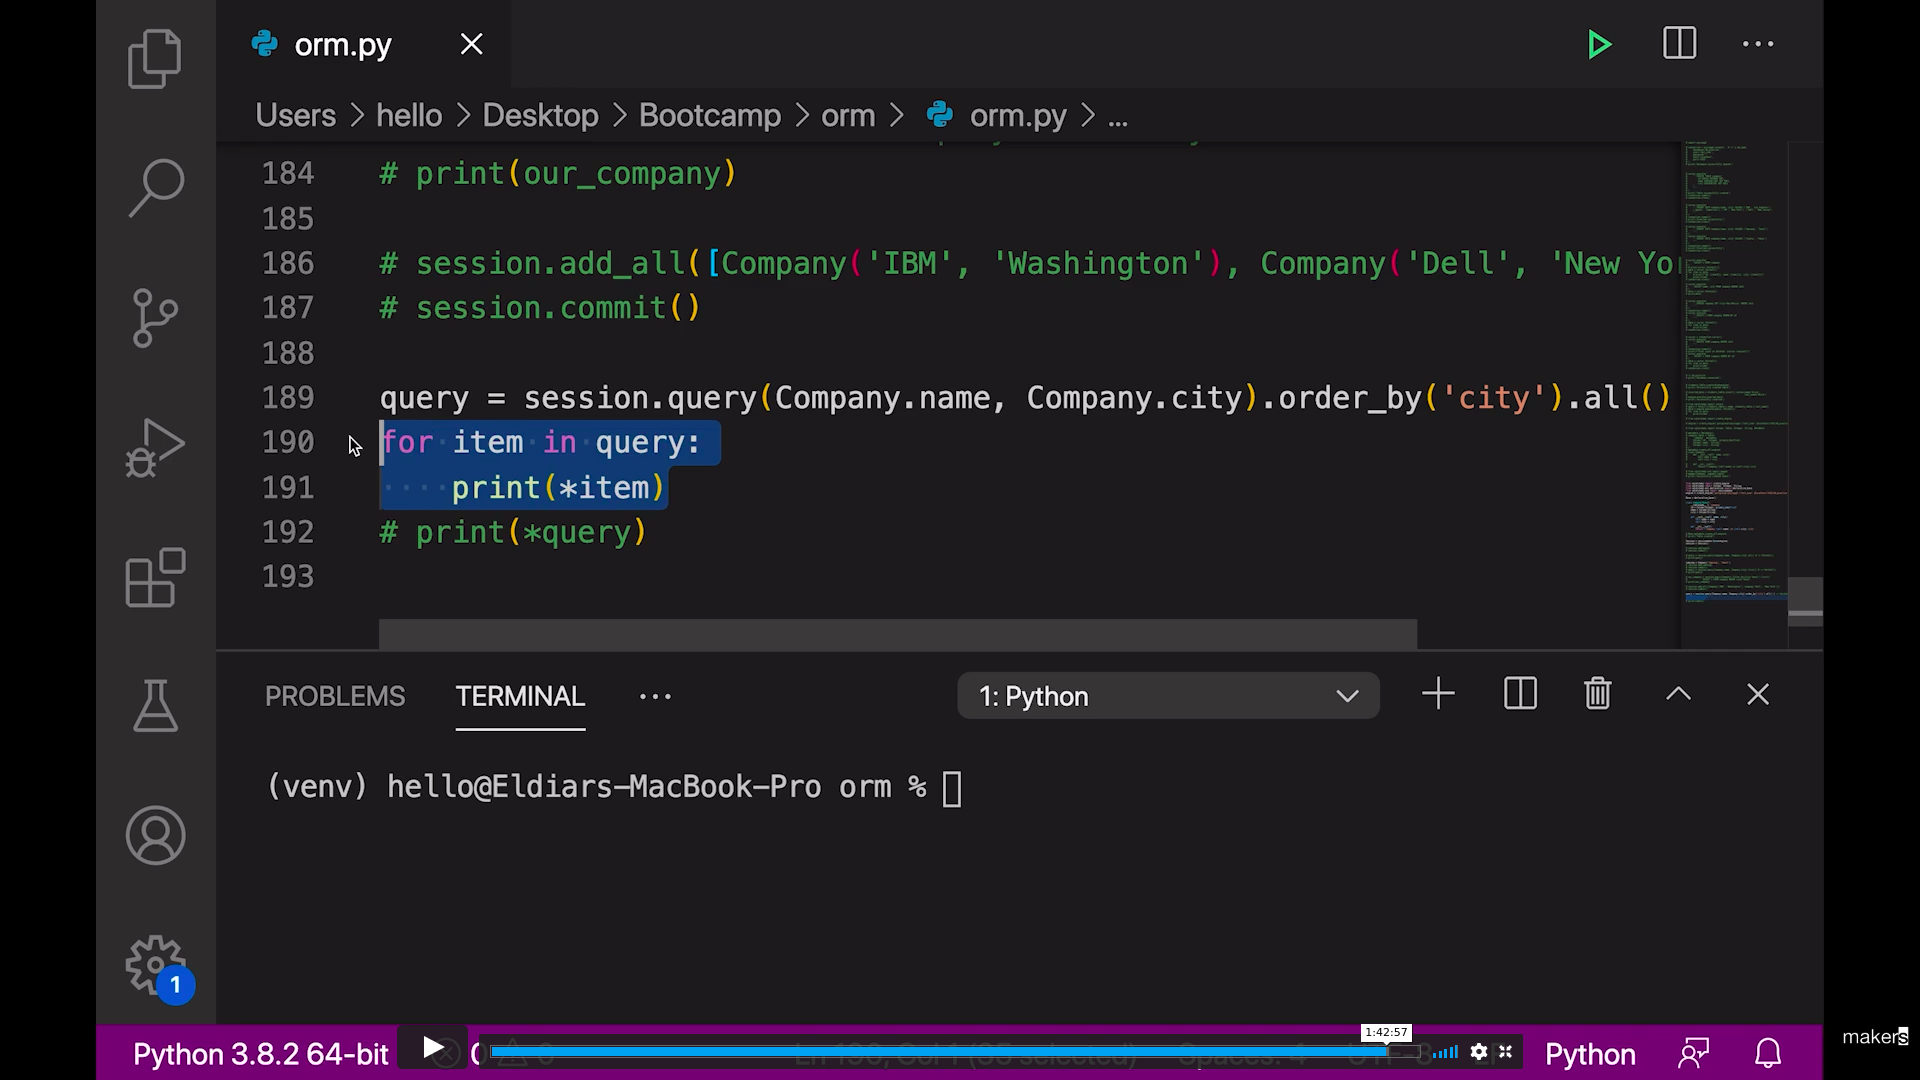 orm.py
Users > hello > Desktop > Bootcamp > orm > orm.py > ...
184 # print(our_company)
185
186 # session.add_all([Company('IBM', 'Washington'), Company('Dell', 'New Yo
187 # session.commit()
188
189 query = session.query(Company.name, Company.city).order_by('city').all()
190 for item in query:
191 print(*item)
192 # print(*query)
193
PROBLEMS TERMINAL ... 1: Python
(venv) hello@Eldiars-MacBook-Pro orm %
1
1:42:57
Python 3.8.2 64-bit 0 Python
makers